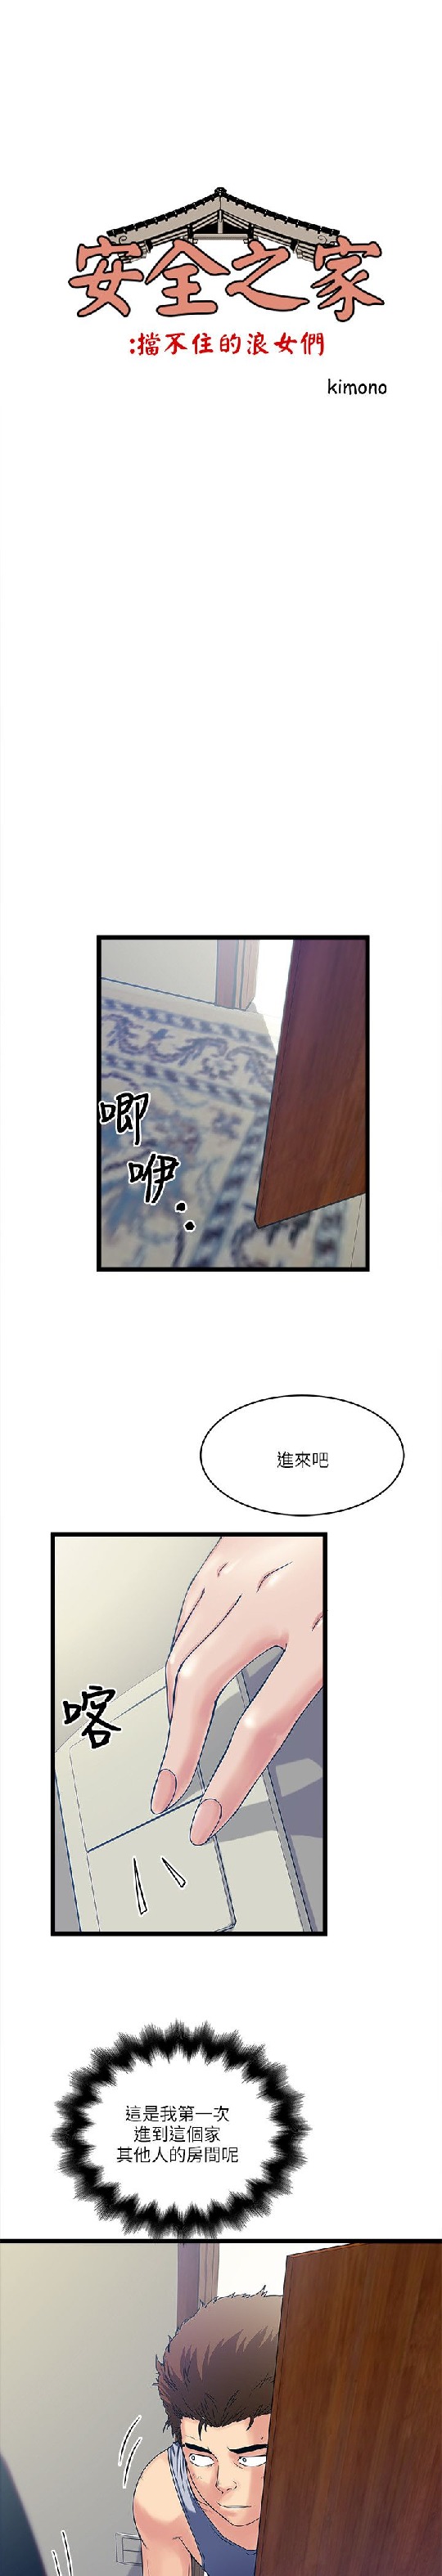 安全之家
:擋不住的浪女們
kimono
唧
咿..
進來吧
喀
這是我第一次
進到這個家
其他人的房間呢